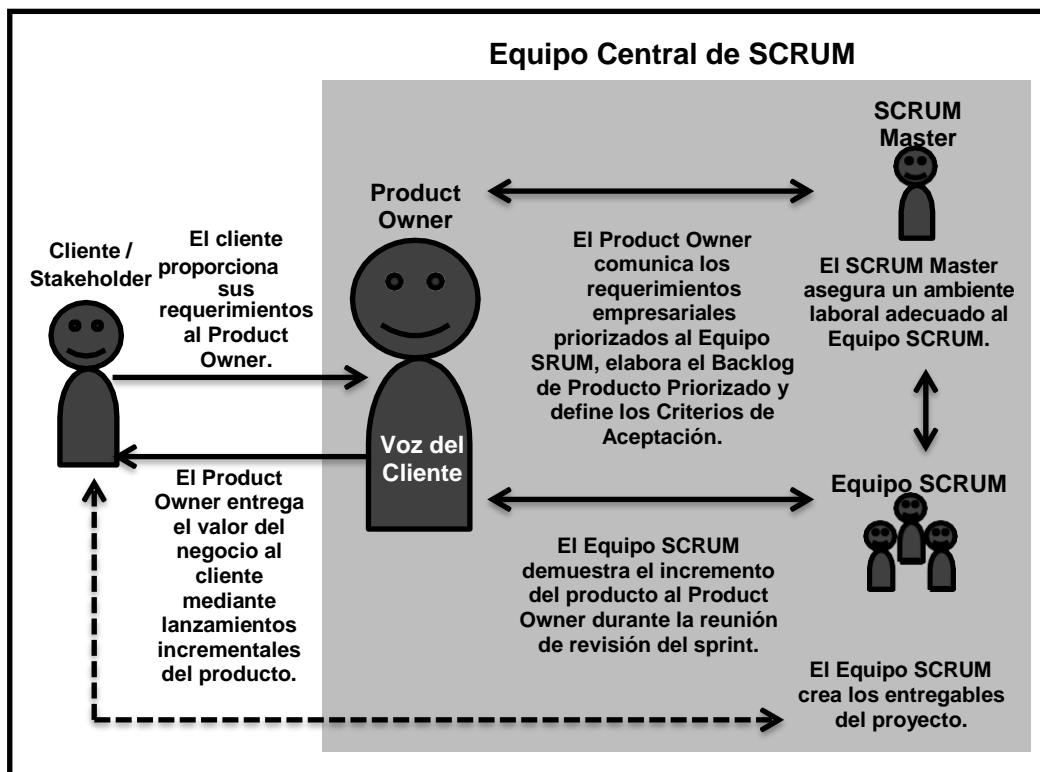 Equipo Central de SCRUM
SCRUM
Master
Product
Owner
Cliente /
Stakeholder
El cliente
proporciona
sus
requerimientos
al Product
Owner.
El Product Owner
comunica los
requerimientos
empresariales
priorizados al Equipo
SRUM, elabora el Backlog
de Producto Priorizado y
define los Criterios de
Aceptación.
El SCRUM Master
asegura un ambiente
laboral adecuado al
Equipo SCRUM.
Voz del
Cliente
El Product
Owner entrega
el valor del
negocio al
cliente
mediante
lanzamientos
incrementales
del producto.
Equipo SCRUM
El Equipo SCRUM
demuestra el incremento
del producto al Product
Owner durante la reunión
de revisión del sprint.
El Equipo SCRUM
crea los entregables
del proyecto.